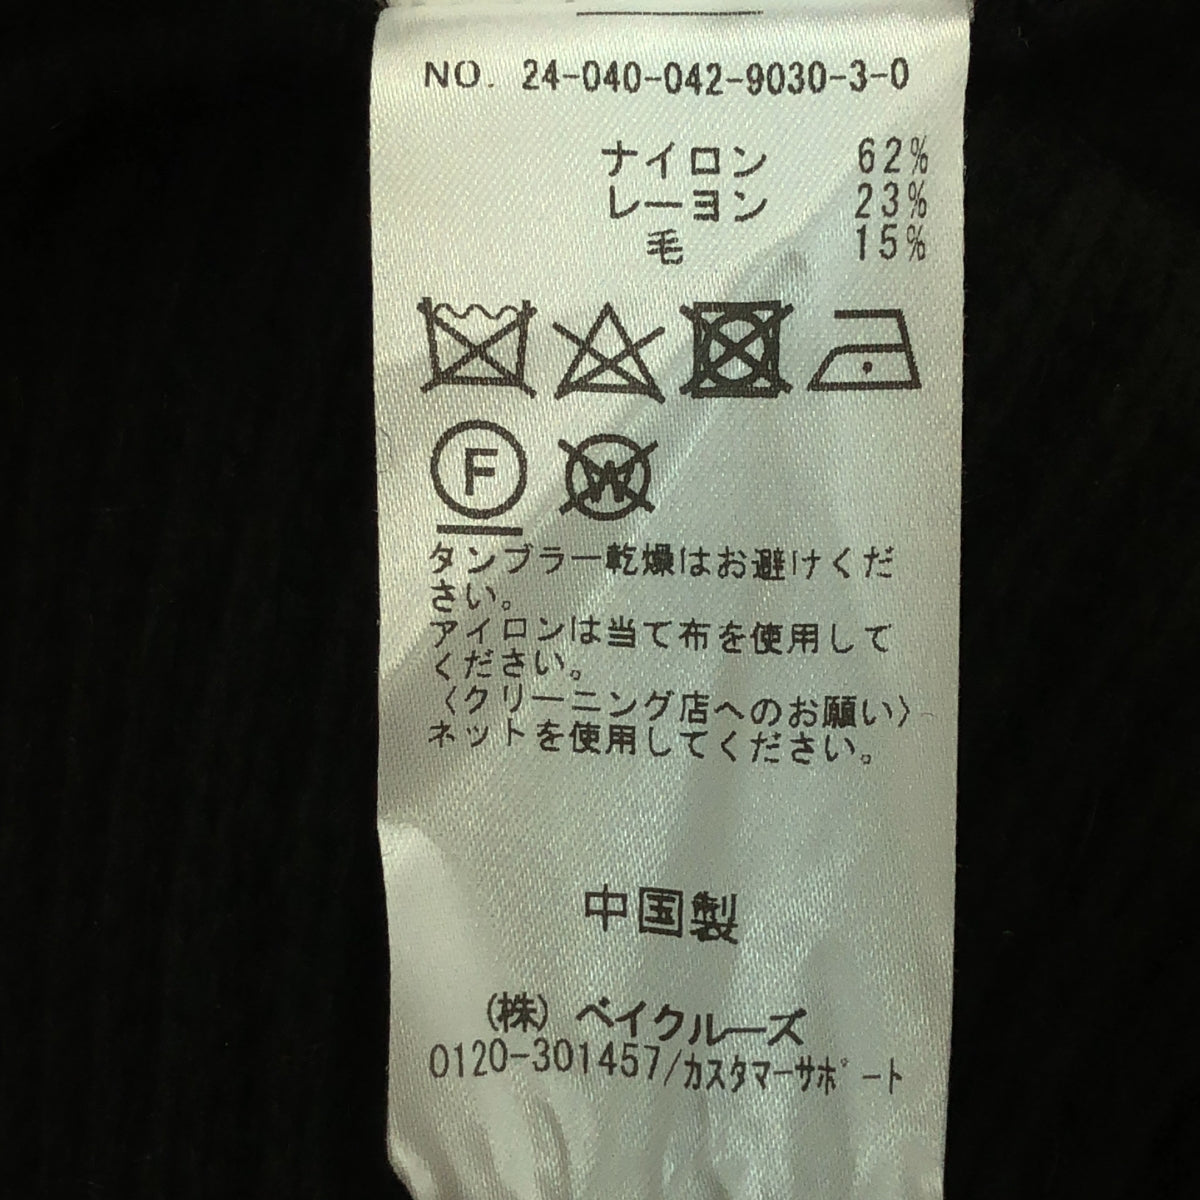 NO. 24-040-042-9030-3-0
ナイロン 62%
レーヨン 23%
毛 15%
F W
タンブラー乾燥はお避けくだ
さい。
アイロンは当て布を使用して
ください。
〈クリーニング店へのお願い〉
ネットを使用してください。
中国製
(株) ベイクルーズ
0120-301457/カスタマーサポート